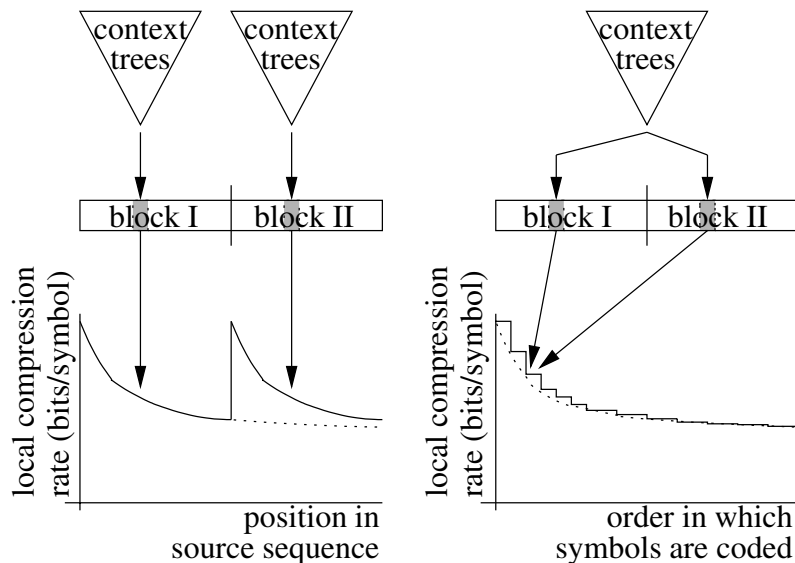 context
trees
context
trees
block I
block II
local compression
rate (bits/symbol)
position in
source sequence
context
trees
block I
block II
local compression
rate (bits/symbol)
order in which
symbols are coded